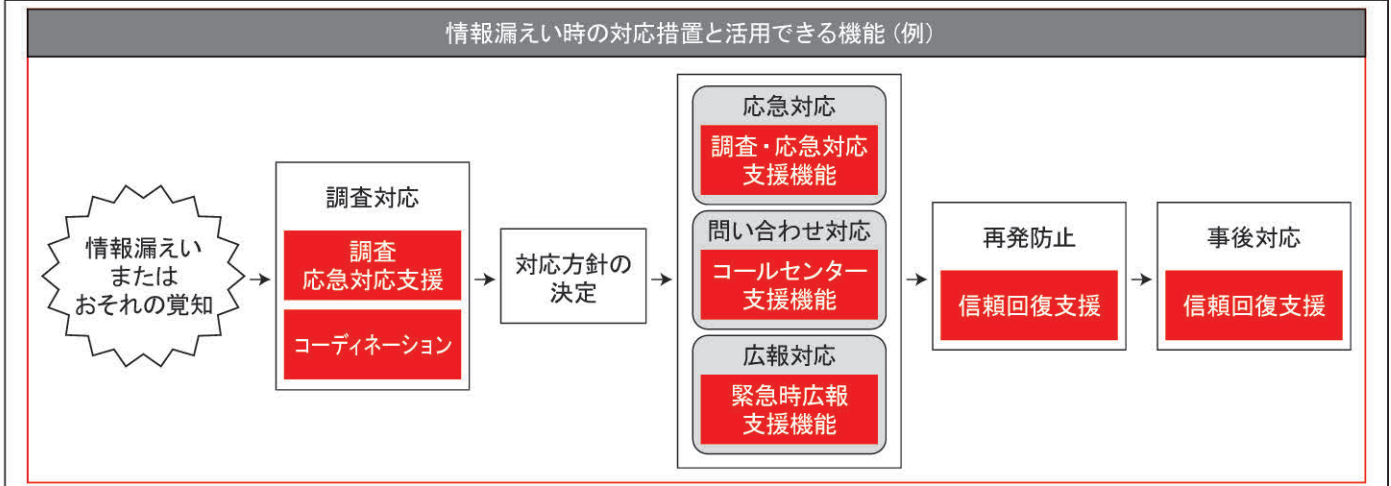 情報漏えい時の対応措置と活用できる機能（例）
情報漏えい
または
おそれの覚知
調査対応
調査
応急対応支援
コーディネーション
対応方針の
決定
応急対応
調査・応急対応
支援機能
問い合わせ対応
コールセンター
支援機能
広報対応
緊急時広報
支援機能
再発防止
信頼回復支援
事後対応
信頼回復支援